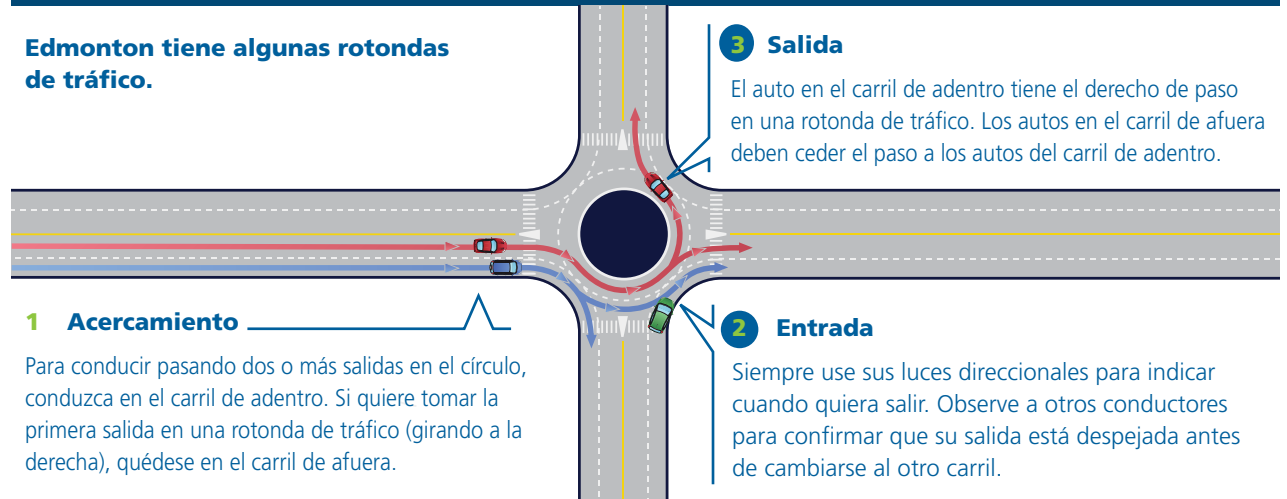 Edmonton tiene algunas rotondas
de tráfico.
1 Acercamiento
Para conducir pasando dos o más salidas en el círculo,
conduzca en el carril de adentro. Si quiere tomar la
primera salida en una rotonda de tráfico (girando a la
derecha), quédese en el carril de afuera.
2 Entrada
Siempre use sus luces direccionales para indicar
cuando quiera salir. Observe a otros conductores
para confirmar que su salida está despejada antes
de cambiarse al otro carril.
3 Salida
El auto en el carril de adentro tiene el derecho de paso
en una rotonda de tráfico. Los autos en el carril de afuera
deben ceder el paso a los autos del carril de adentro.